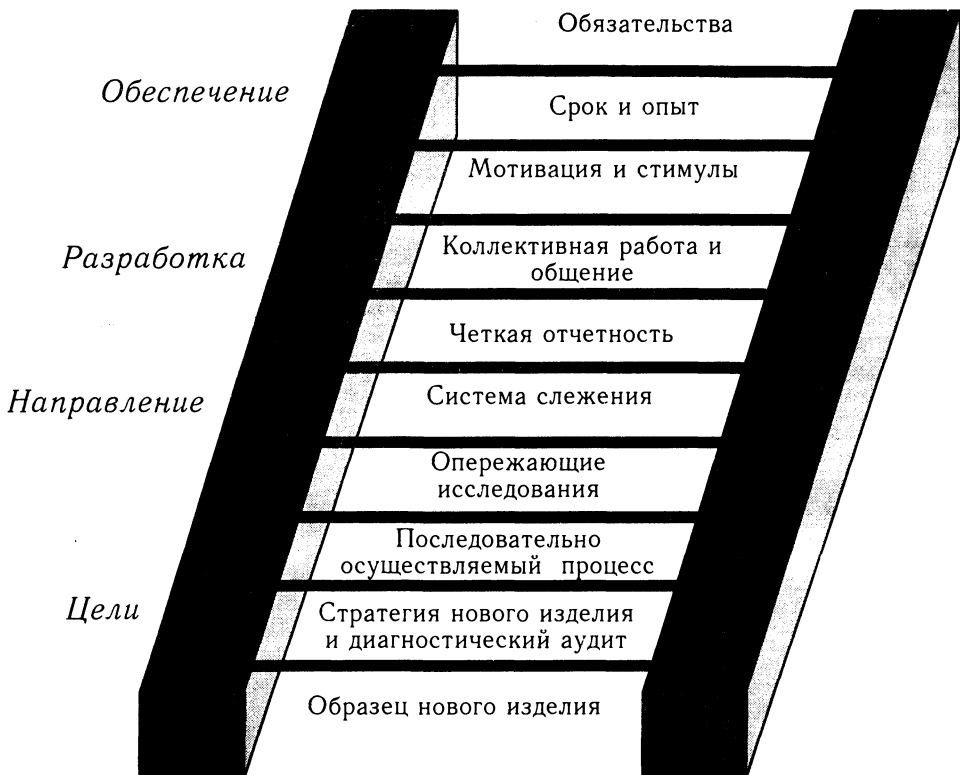 Обязательства
Обеспечение
Срок и опыт
Мотивация и стимулы
Разработка
Коллективная работа и
общение
Четкая отчетность
Направление
Система слежения
Опережающие
исследования
Последовательно
осуществляемый процесс
Цели
Стратегия нового изделия
и диагностический аудит
Образец нового изделия